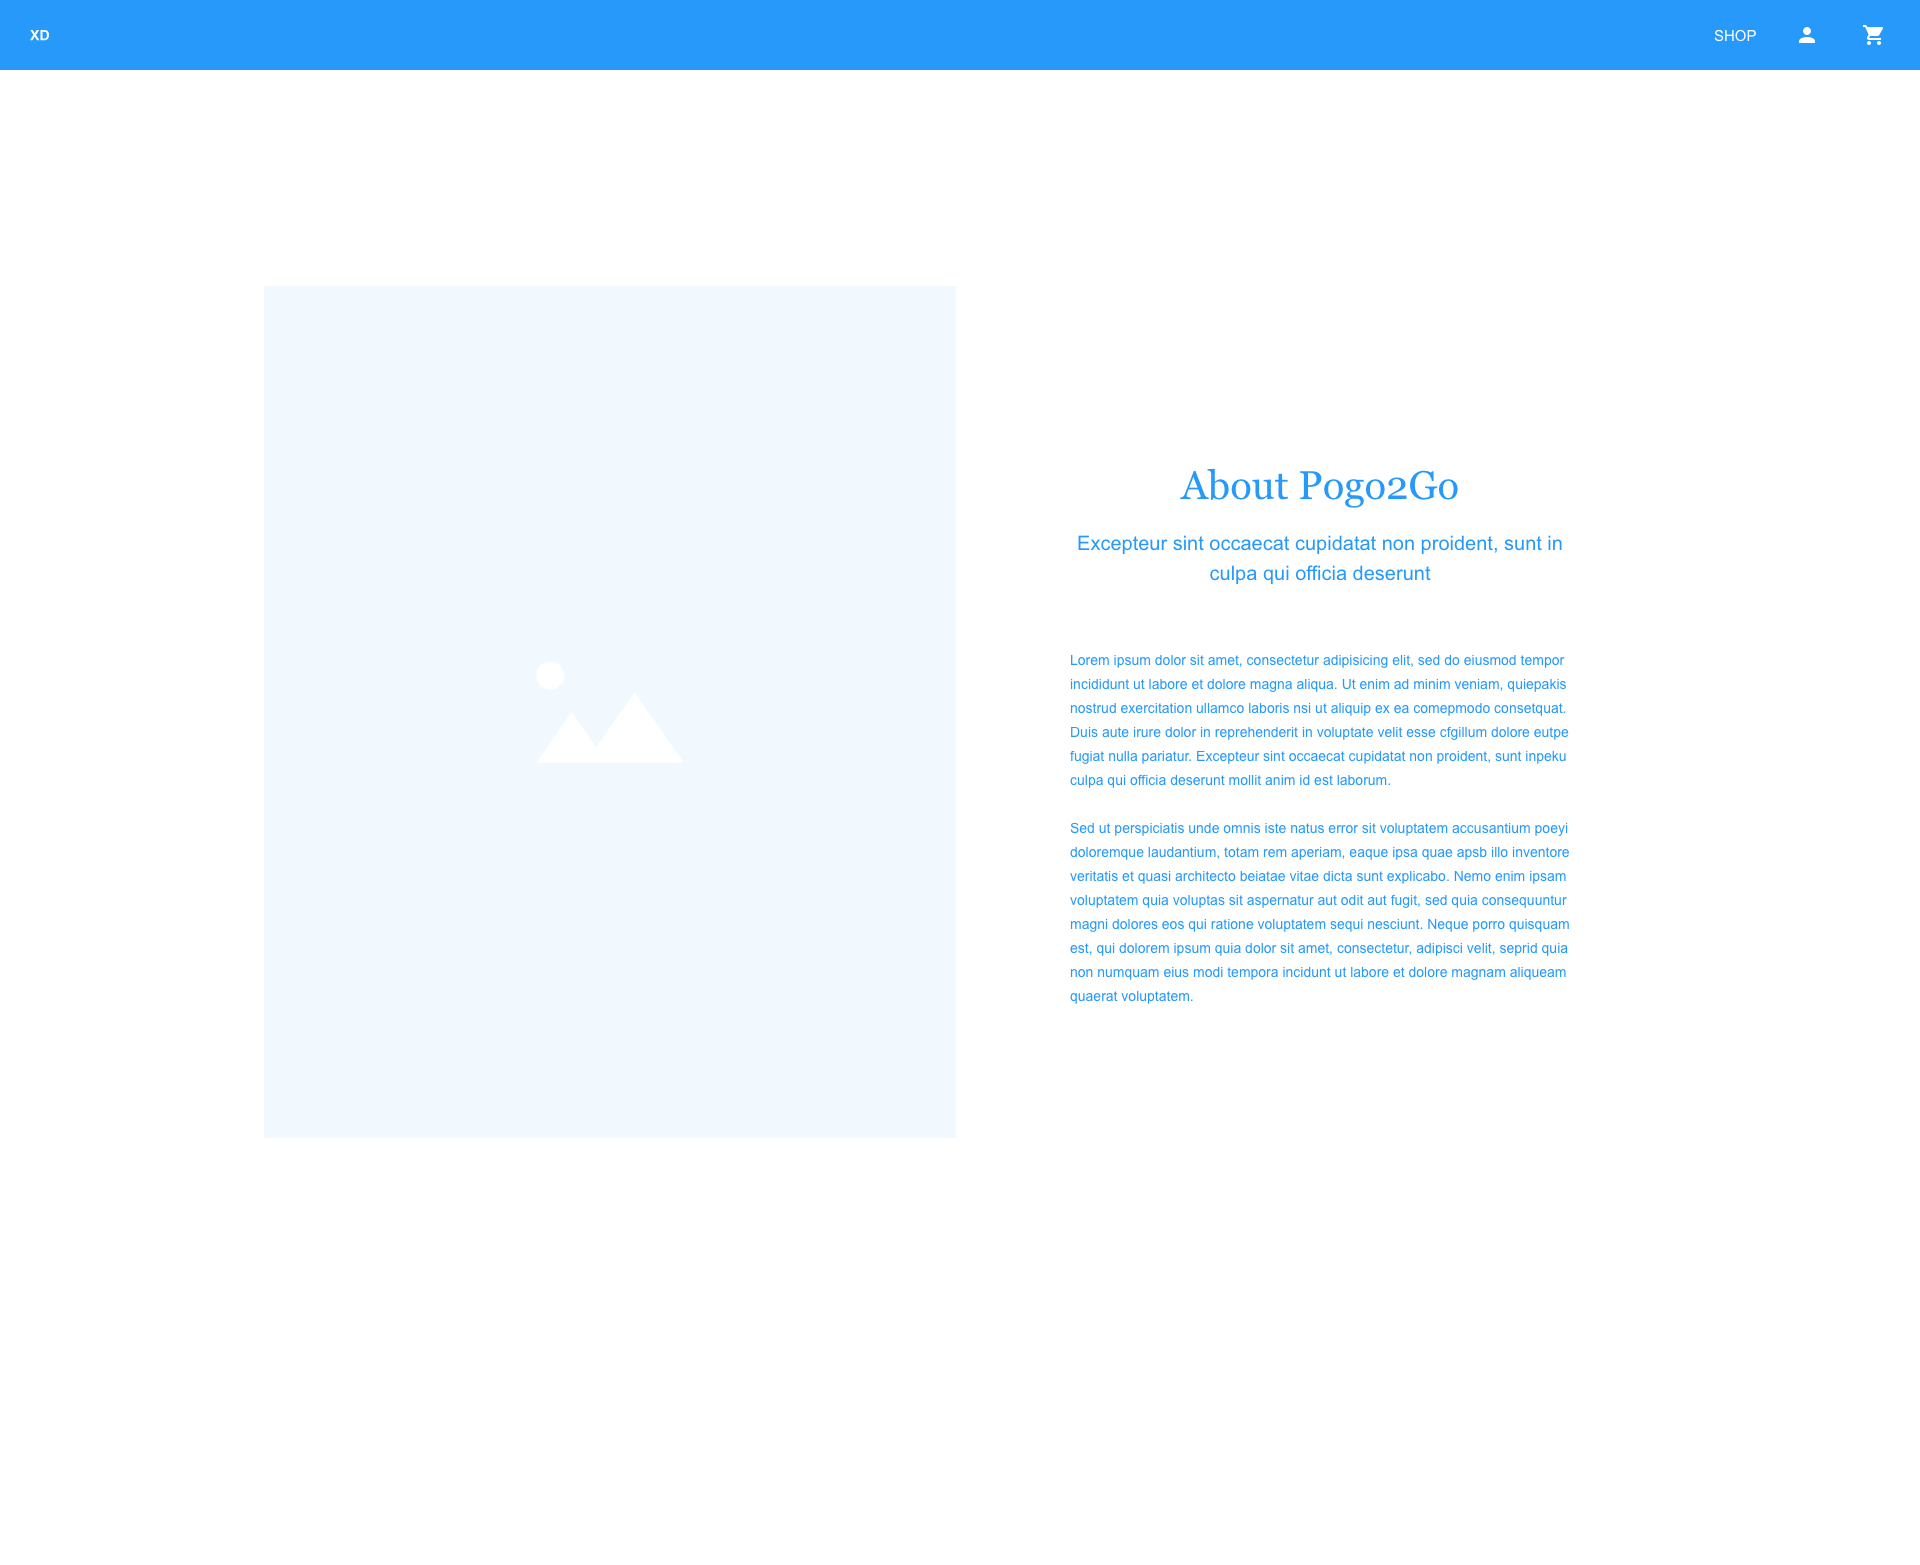 XD
SHOP
About Pogo2Go
Excepteur sint occaecat cupidatat non proident, sunt in
culpa qui officia deserunt
Lorem ipsum dolor sit amet, consectetur adipisicing elit, sed do eiusmod tempor
incididunt ut labore et dolore magna aliqua. Ut enim ad minim veniam, quiepakis
nostrud exercitation ullamco laboris nsi ut aliquip ex ea comepmodo consetquat.
Duis aute irure dolor in reprehenderit in voluptate velit esse cfgillum dolore eutpe
fugiat nulla pariatur. Excepteur sint occaecat cupidatat non proident, sunt inpeku
culpa qui officia deserunt mollit anim id est laborum.
Sed ut perspiciatis unde omnis iste natus error sit voluptatem accusantium poeyi
doloremque laudantium, totam rem aperiam, eaque ipsa quae apsb illo inventore
veritatis et quasi architecto beiatae vitae dicta sunt explicabo. Nemo enim ipsam
voluptatem quia voluptas sit aspernatur aut odit aut fugit, sed quia consequuntur
magni dolores eos qui ratione voluptatem sequi nesciunt. Neque porro quisquam
est, qui dolorem ipsum quia dolor sit amet, consectetur, adipisci velit, seprid quia
non numquam eius modi tempora incidunt ut labore et dolore magnam aliqueam
quaerat voluptatem.